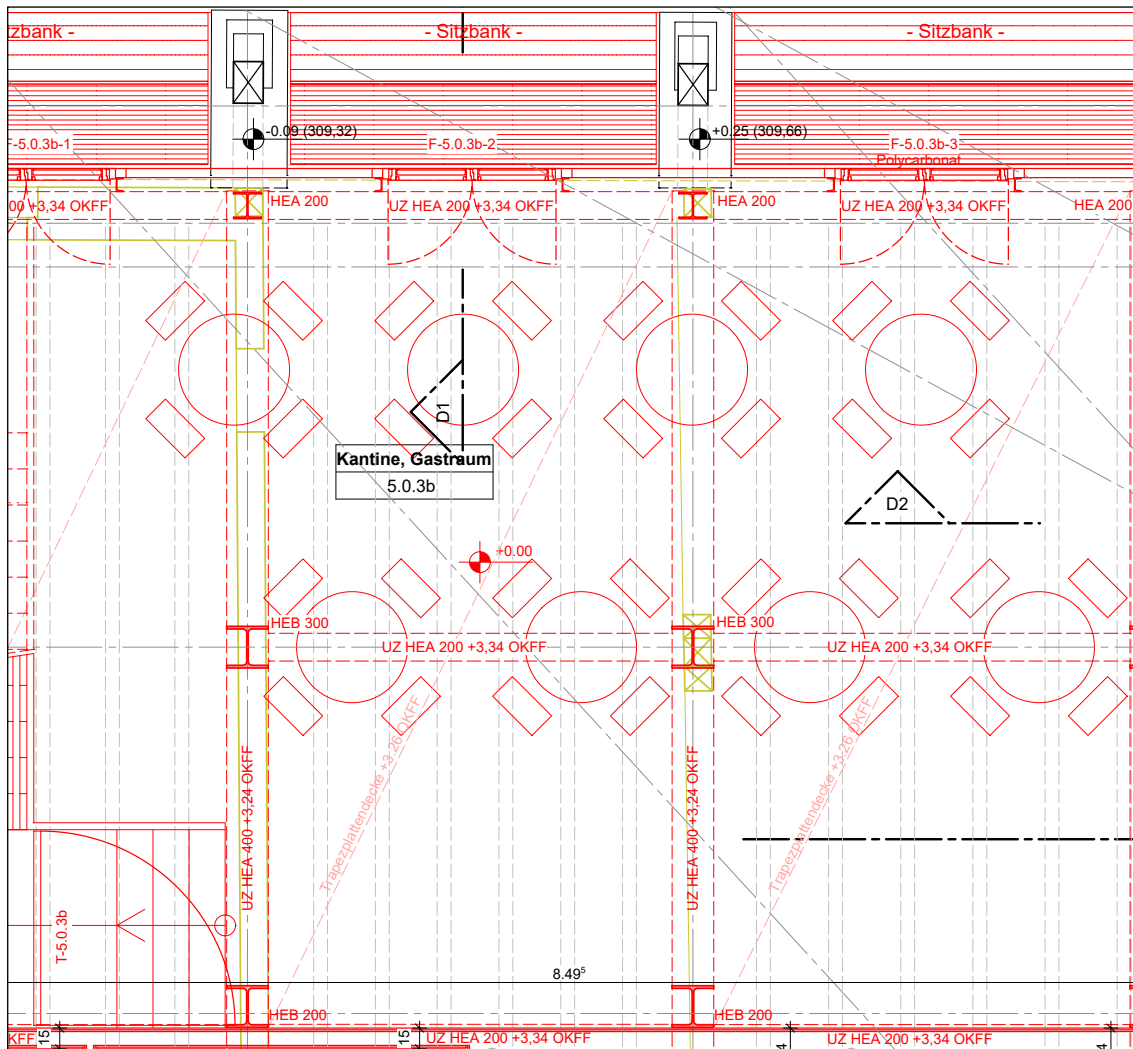 tzbank -
- Sitzbank -
- Sitzbank -
-0.09 (309,32)
+0.25 (309,66)
F-5.0.3b-1
F-5.0.3b-2
F-5.0.3b-3
Polycarbonat
00 +3,34 OKFF
HEA 200
UZ HEA 200 +3,34 OKFF
HEA 200
UZ HEA 200 +3,34 OKFF
HEA 200
D1
Kantine, Gastraum
5.0.3b
D2
+0.00
HEB 300
UZ HEA 200 +3,34 OKFF
HEB 300
UZ HEA 200 +3,34 OKFF
Trapezplattendecke +3.26 OKFF
Trapezplattendecke +3.26 OKFF
UZ HEA 400 +3,24 OKFF
UZ HEA 400 +3,24 OKFF
T-5.0.3b
8.49⁵
HEB 200
HEB 200
KFF
15
15
UZ HEA 200 +3,34 OKFF
UZ HEA 200 +3,34 OKFF